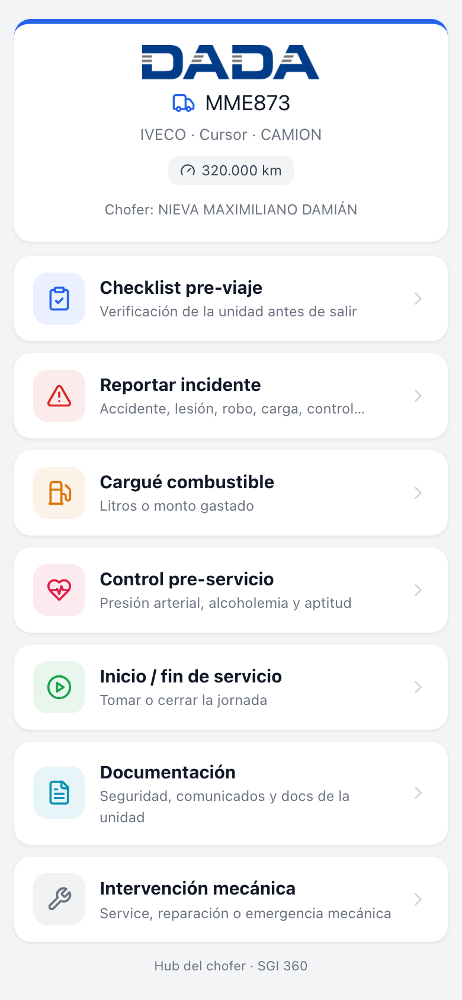 DADA
MME873
IVECO · Cursor · CAMION
320.000 km
Chofer: NIEVA MAXIMILIANO DAMIÁN
Checklist pre-viaje
Verificación de la unidad antes de salir
Reportar incidente
Accidente, lesión, robo, carga, control...
Cargué combustible
Litros o monto gastado
Control pre-servicio
Presión arterial, alcoholemia y aptitud
Inicio / fin de servicio
Tomar o cerrar la jornada
Documentación
Seguridad, comunicados y docs de la
unidad
Intervención mecánica
Service, reparación o emergencia mecánica
Hub del chofer · SGI 360